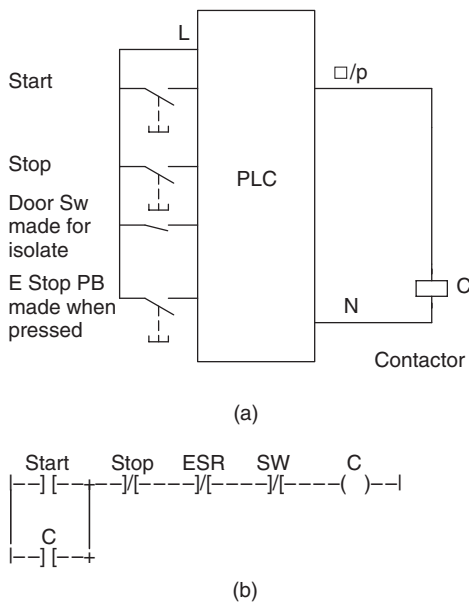 L
Start
□/p
Stop
PLC
Door Sw
made for
isolate
E Stop PB
made when
pressed
C
N
Contactor
(a)
Start Stop ESR SW C
|--] [--+--]/[----]/[----]/[----( )--|
C
|--] [--+
(b)